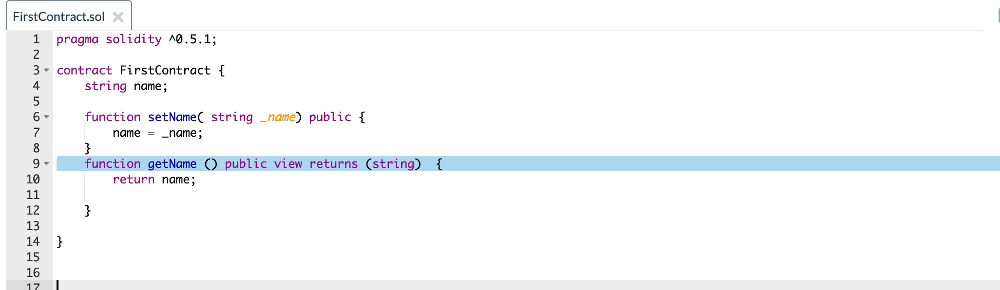 FirstContract.sol
1 pragma solidity ^0.5.1;
2
3 contract FirstContract {
4 string name;
5
6 function setName( string _name) public {
7 name = _name;
8 }
9 function getName () public view returns (string)  {
10 return name;
11
12 }
13
14 }
15
16
17